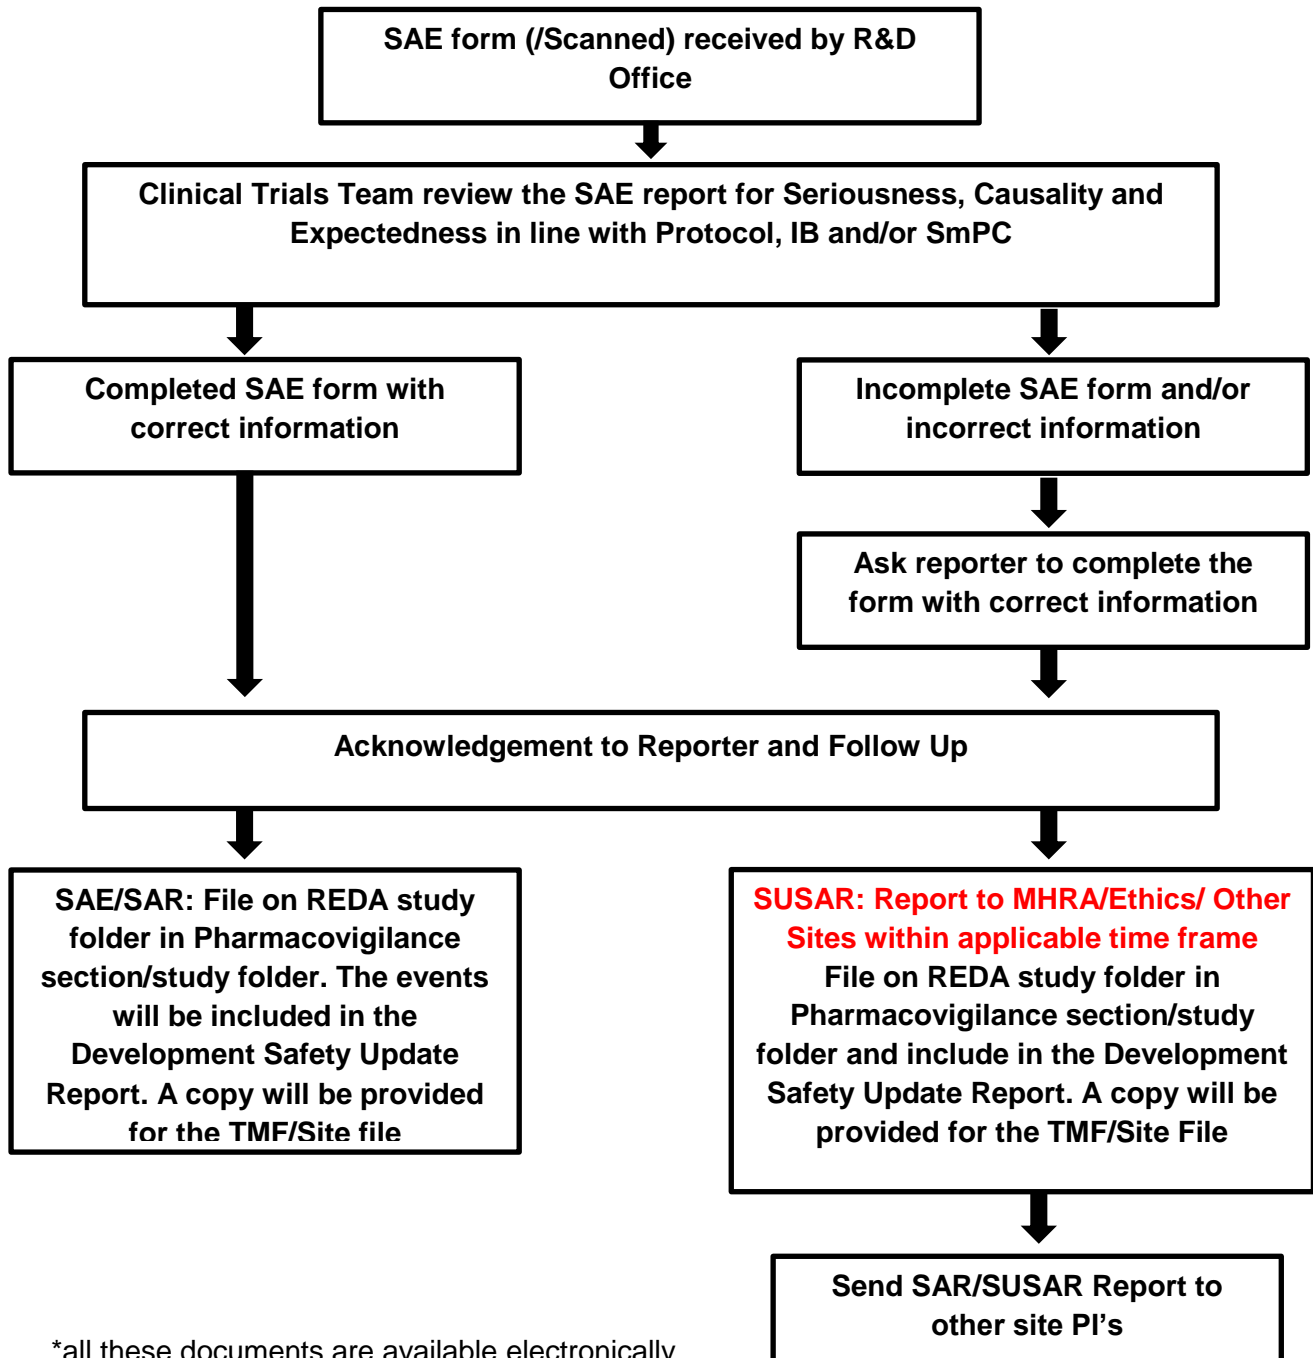 SAE form (/Scanned) received by R&D
Office
Clinical Trials Team review the SAE report for Seriousness, Causality and
Expectedness in line with Protocol, IB and/or SmPC
Completed SAE form with
correct information
Incomplete SAE form and/or
incorrect information
Ask reporter to complete the
form with correct information
Acknowledgement to Reporter and Follow Up
SAE/SAR: File on REDA study
folder in Pharmacovigilance
section/study folder. The events
will be included in the
Development Safety Update
Report. A copy will be provided
for the TMF/Site file
SUSAR: Report to MHRA/Ethics/ Other
Sites within applicable time frame
File on REDA study folder in
Pharmacovigilance section/study
folder and include in the Development
Safety Update Report. A copy will be
provided for the TMF/Site File
Send SAR/SUSAR Report to
other site PI's
*all these documents are available electronically